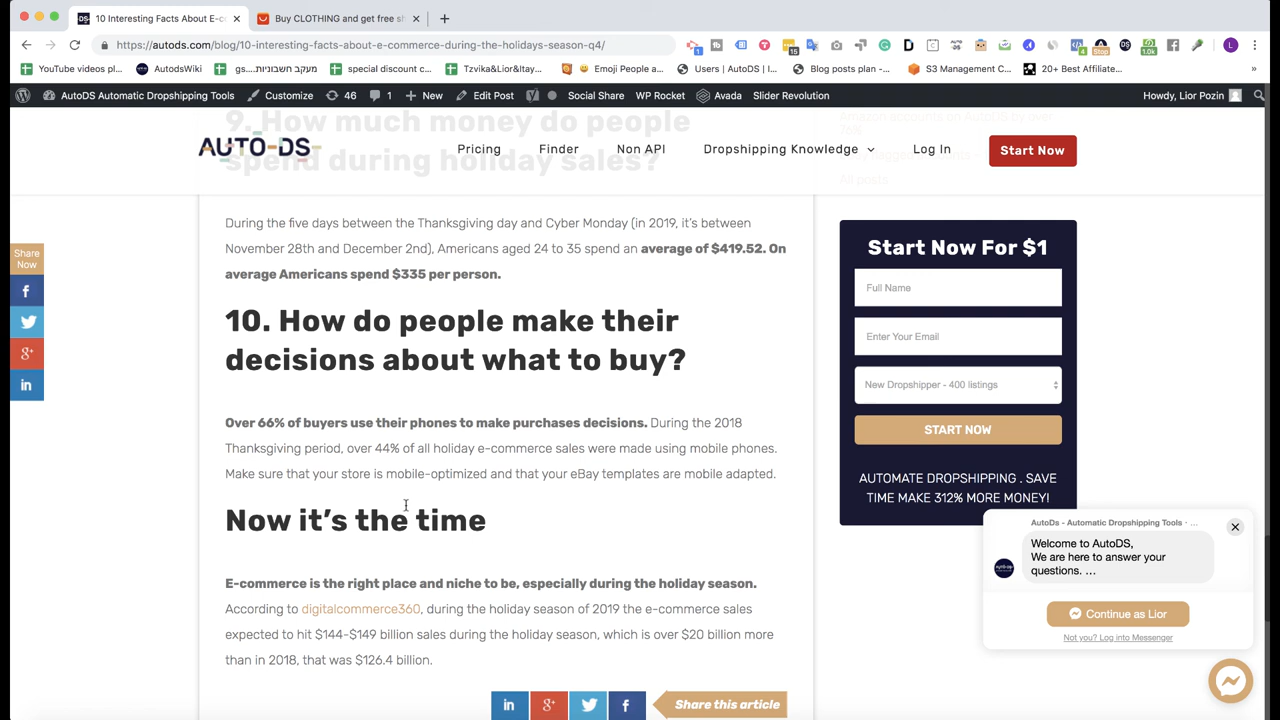 10 Interesting Facts About E-co
Buy CLOTHING and get free sh
https://autods.com/blog/10-interesting-facts-about-e-commerce-during-the-holidays-season-q4/
YouTube videos pl...
AutodsWiki
gs....מעקב חשבוניות
special discount c...
Tzvika&Lior&Itay...
Emoji People a...
Users | AutoDS | I...
Blog posts plan -...
S3 Management C...
20+ Best Affiliate...
»
AutoDS Automatic Dropshipping Tools
Customize
46
1
New
Edit Post
Social Share
WP Rocket
Avada
Slider Revolution
Howdy, Lior Pozin
9. How much money do people
spend during holiday sales?
AUTO-DS
Pricing
Finder
Non API
Dropshipping Knowledge
Log In
Start Now
Amazon accounts on AutoDS by over
76%
All posts
During the five days between the Thanksgiving day and Cyber Monday (in 2019, it's between
November 28th and December 2nd), Americans aged 24 to 35 spend an average of $419.52. On
average Americans spend $335 per person.
10. How do people make their
decisions about what to buy?
Over 66% of buyers use their phones to make purchases decisions. During the 2018
Thanksgiving period, over 44% of all holiday e-commerce sales were made using mobile phones.
Make sure that your store is mobile-optimized and that your eBay templates are mobile adapted.
Now it's the time
E-commerce is the right place and niche to be, especially during the holiday season.
According to digitalcommerce360, during the holiday season of 2019 the e-commerce sales
expected to hit $144-$149 billion sales during the holiday season, which is over $20 billion more
than in 2018, that was $126.4 billion.
Share this article
Share
Now
Start Now For $1
Full Name
Enter Your Email
New Dropshipper - 400 listings
START NOW
AUTOMATE DROPSHIPPING . SAVE
TIME MAKE 312% MORE MONEY!
AutoDs - Automatic Dropshipping Tools · ...
Welcome to AutoDS,
We are here to answer your
questions. ...
Continue as Lior
Not you? Log into Messenger